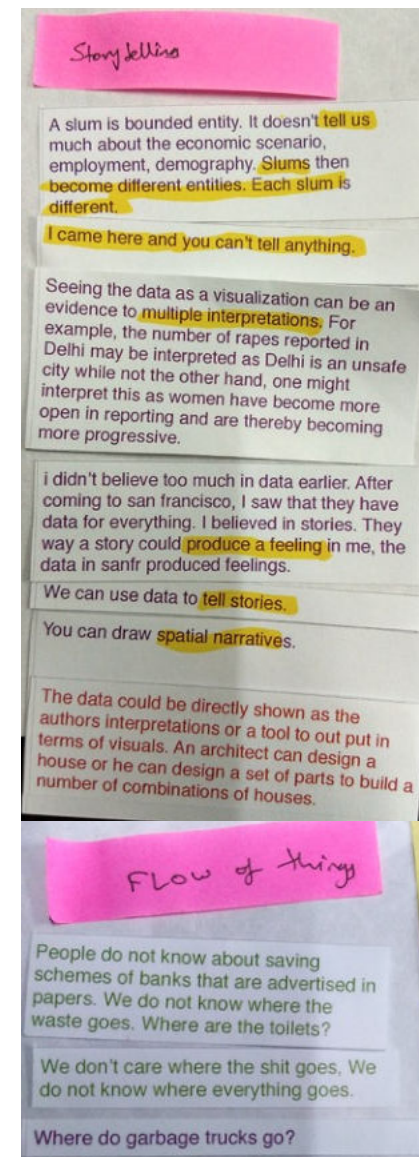 Storytelling
A slum is bounded entity. It doesn't tell us
much about the economic scenario,
employment, demography. Slums then
become different entities. Each slum is
different.
I came here and you can't tell anything.
Seeing the data as a visualization can be an
evidence to multiple interpretations. For
example, the number of rapes reported in
Delhi may be interpreted as Delhi is an unsafe
city while not the other hand, one might
interpret this as women have become more
open in reporting and are thereby becoming
more progressive.
i didn't believe too much in data earlier. After
coming to san francisco, I saw that they have
data for everything. I believed in stories. They
way a story could produce a feeling in me, the
data in sanfr produced feelings.
We can use data to tell stories.
You can draw spatial narratives.
The data could be directly shown as the
authors interpretations or a tool to out put in
terms of visuals. An architect can design a
house or he can design a set of parts to build a
number of combinations of houses.
FLOW of things
People do not know about saving
schemes of banks that are advertised in
papers. We do not know where the
waste goes. Where are the toilets?
We don't care where the shit goes, We
do not know where everything goes.
Where do garbage trucks go?